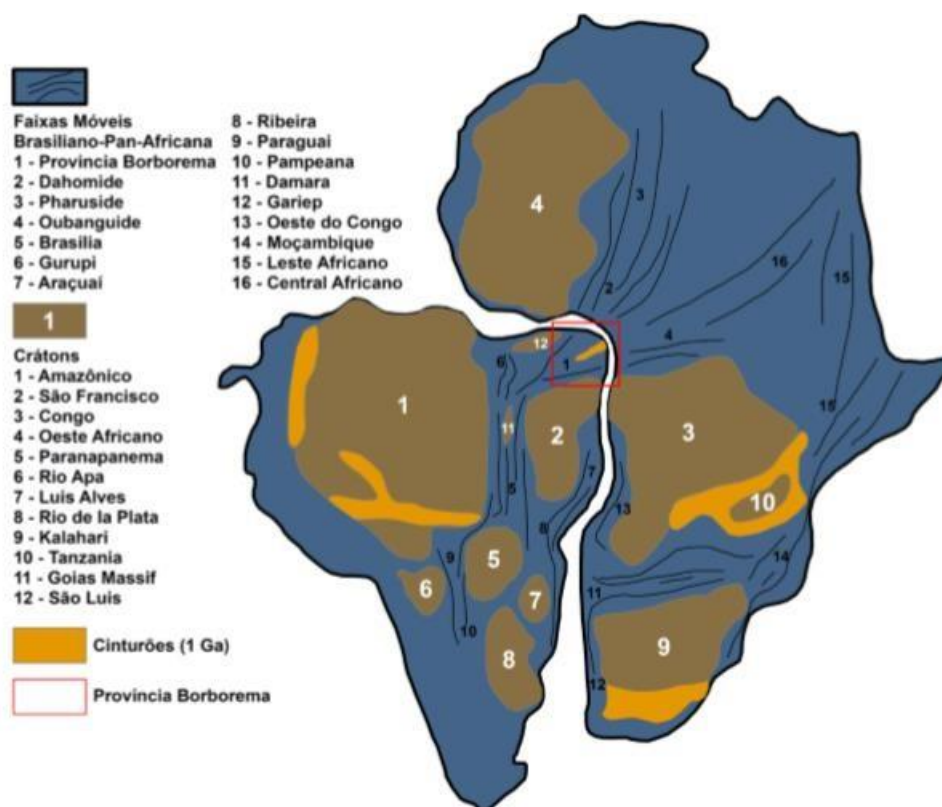 Faixas Móveis
Brasiliano-Pan-Africana
1 - Provincia Borborema
2 - Dahomide
3 - Pharuside
4 - Oubanguide
5 - Brasilia
6 - Gurupi
7 - Araçuaí
8 - Ribeira
9 - Paraguai
10 - Pampeana
11 - Damara
12 - Gariep
13 - Oeste do Congo
14 - Moçambique
15 - Leste Africano
16 - Central Africano
1
Crátons
1 - Amazônico
2 - São Francisco
3 - Congo
4 - Oeste Africano
5 - Paranapanema
6 - Rio Apa
7 - Luis Alves
8 - Rio de la Plata
9 - Kalahari
10 - Tanzania
11 - Goias Massif
12 - São Luis
Cinturões (1 Ga)
Província Borborema
4
3
2
16
15
12
1
4
6
1
11
2
3
15
5
7
8
13
10
9
5
6
7
10
8
14
11
9
12